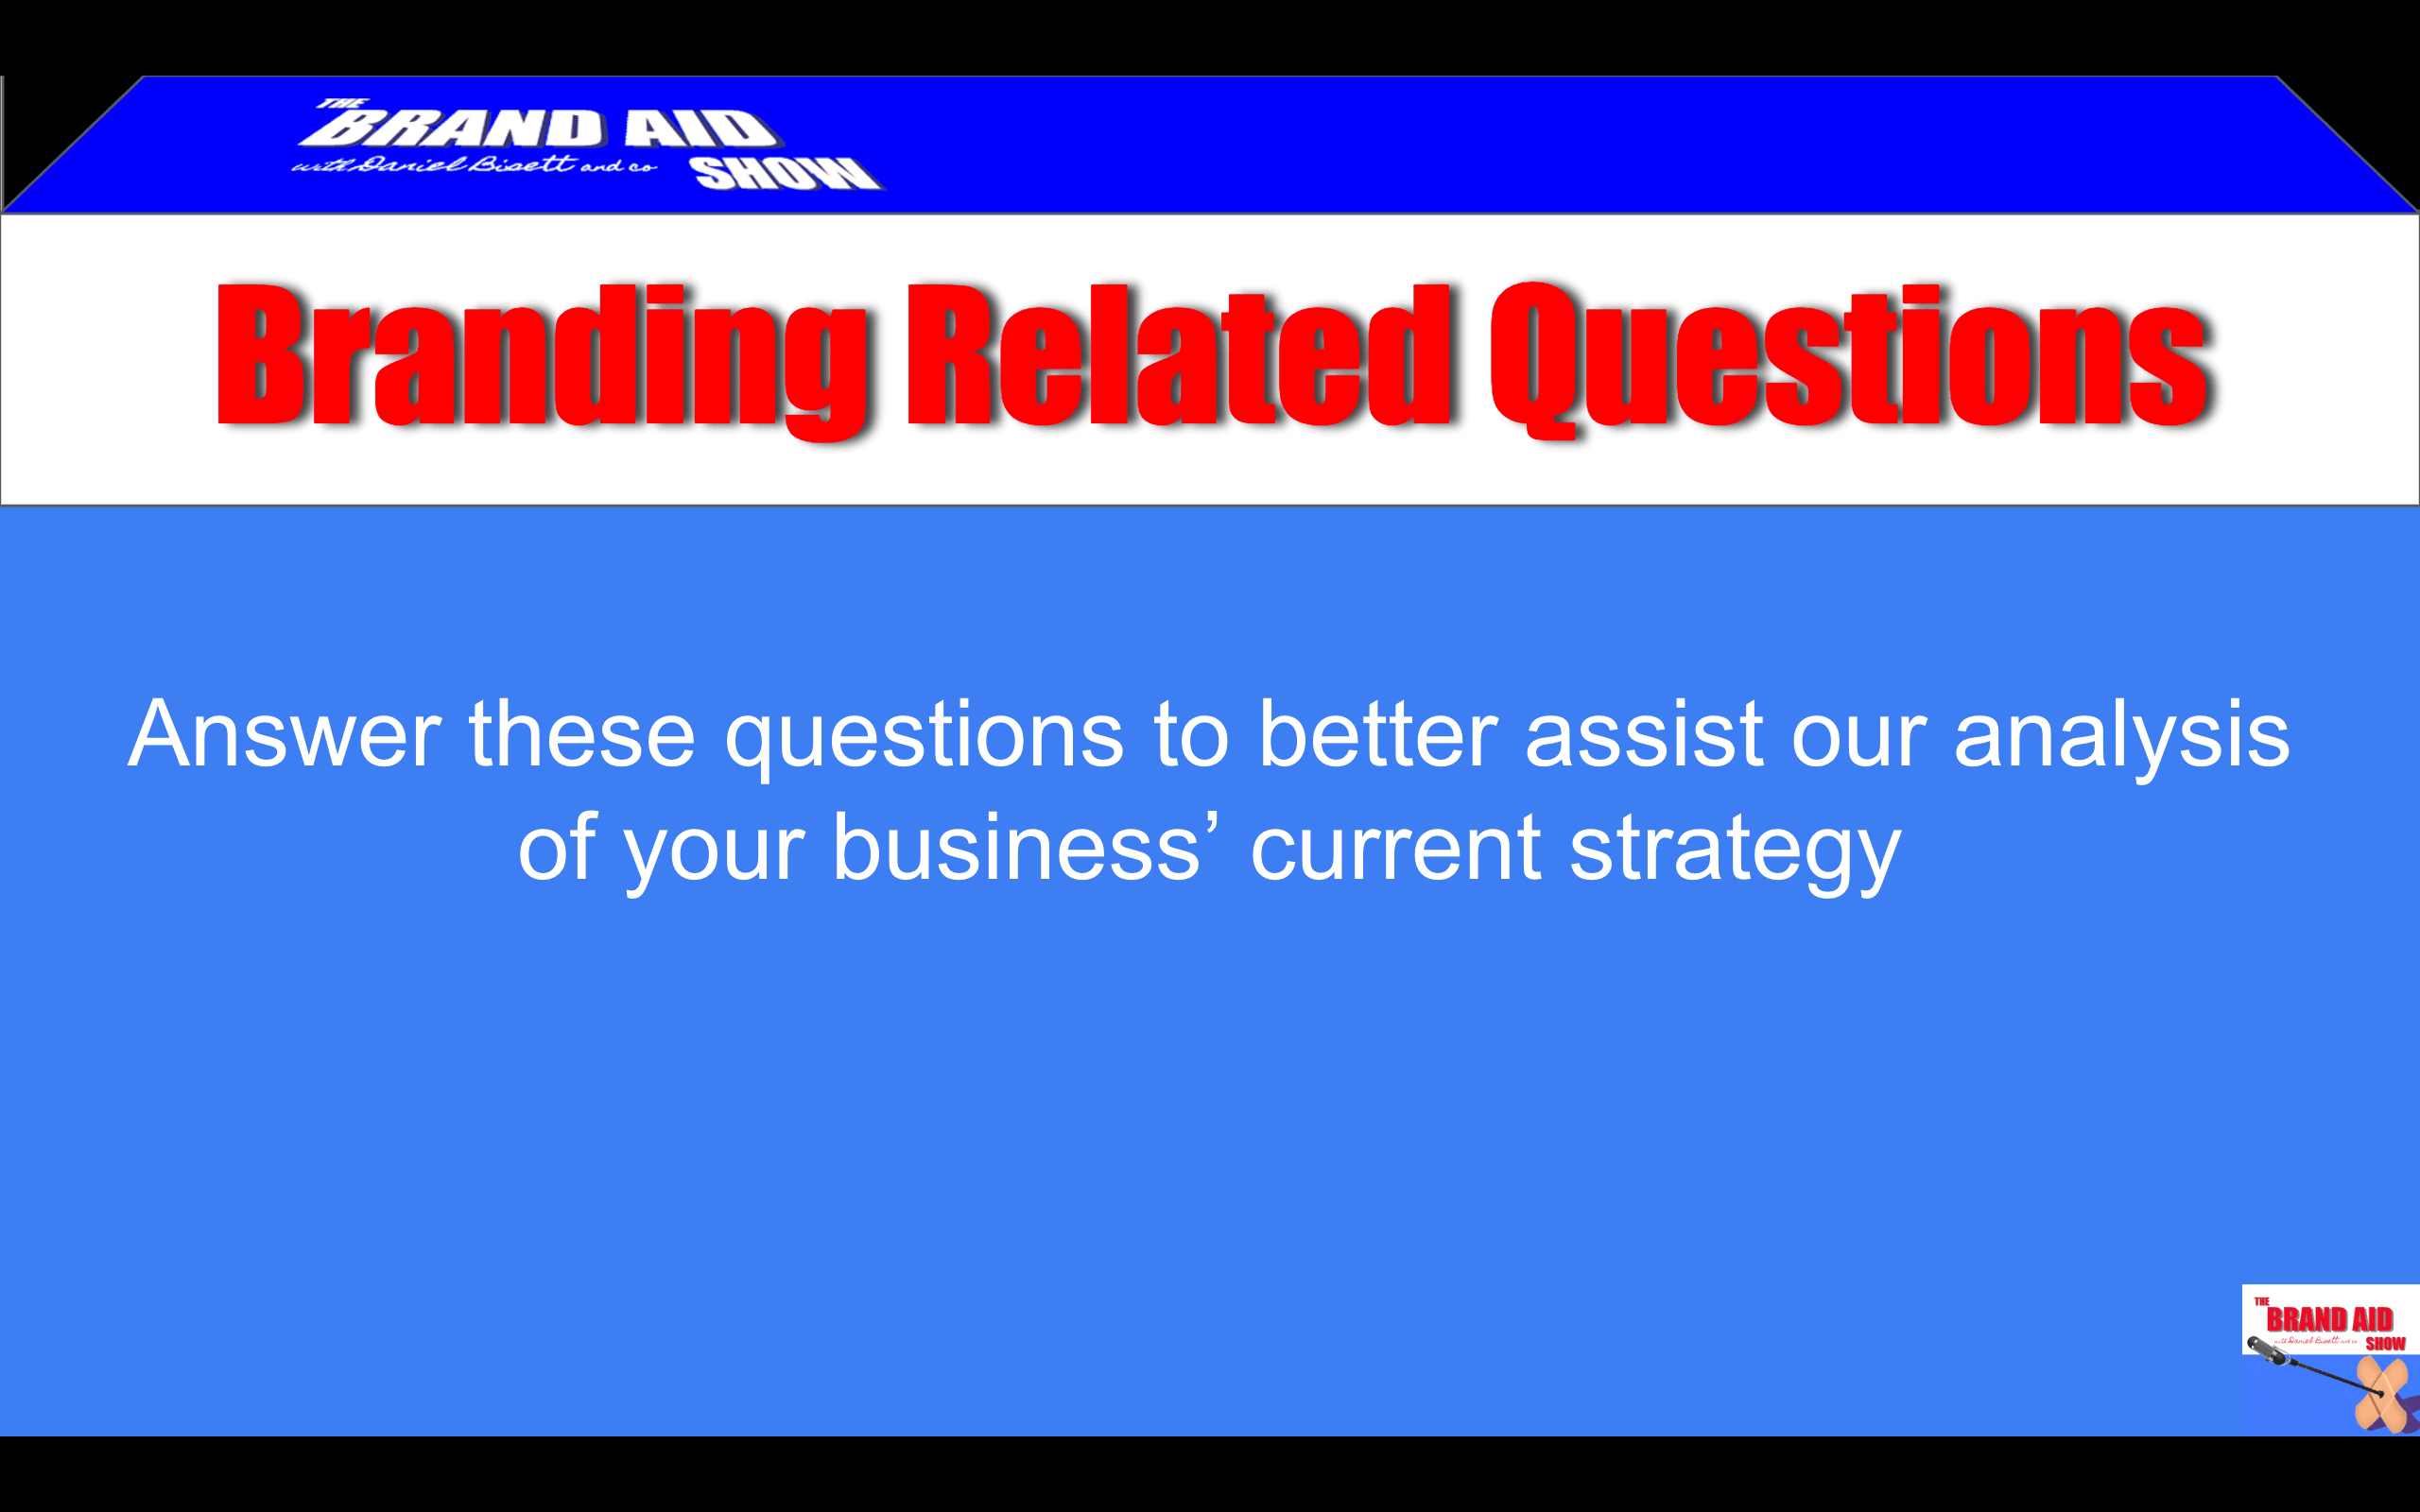 THE
BRAND AID
with Daniel Bisett and co SHOW
Branding Related Questions
Answer these questions to better assist our analysis
of your business’ current strategy
THE
BRAND AID
with Daniel Bisett and co SHOW